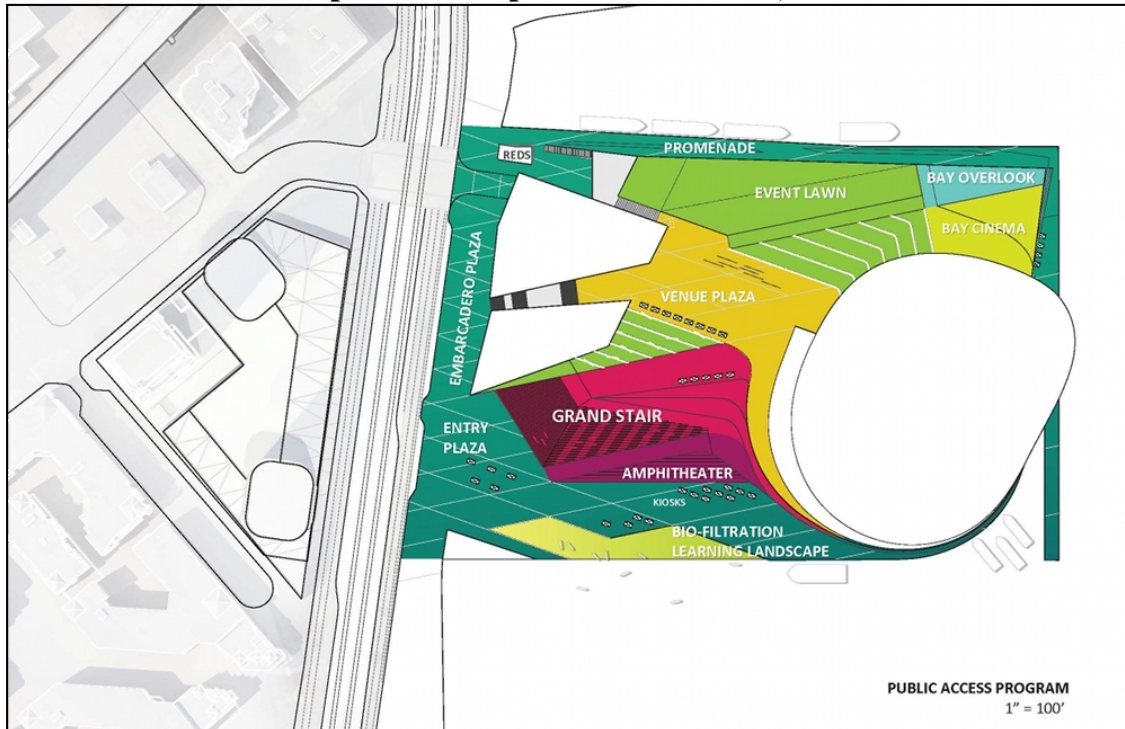 REDS
PROMENADE
EVENT LAWN
BAY OVERLOOK
BAY CINEMA
EMBARCADERO PLAZA
VENUE PLAZA
GRAND STAIR
ENTRY
PLAZA
AMPHITHEATER
KIOSKS
BIO-FILTRATION
LEARNING LANDSCAPE
PUBLIC ACCESS PROGRAM
1" = 100'